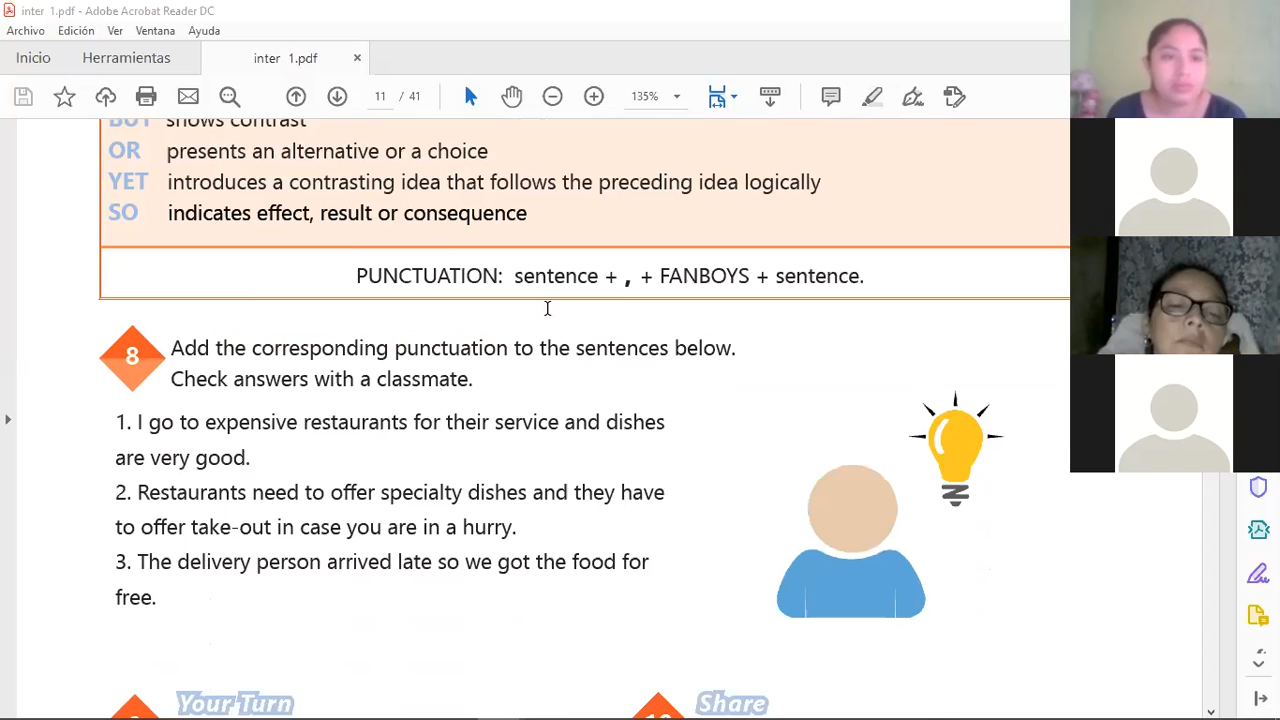 inter 1.pdf - Adobe Acrobat Reader DC
Archivo Edición Ver Ventana Ayuda
Inicio Herramientas inter 1.pdf ×
11 / 41 135%
BUT shows contrast
OR presents an alternative or a choice
YET introduces a contrasting idea that follows the preceding idea logically
SO indicates effect, result or consequence
PUNCTUATION: sentence + , + FANBOYS + sentence.
8 Add the corresponding punctuation to the sentences below.
Check answers with a classmate.
1. I go to expensive restaurants for their service and dishes
are very good.
2. Restaurants need to offer specialty dishes and they have
to offer take-out in case you are in a hurry.
3. The delivery person arrived late so we got the food for
free.
Your Turn
10 Share